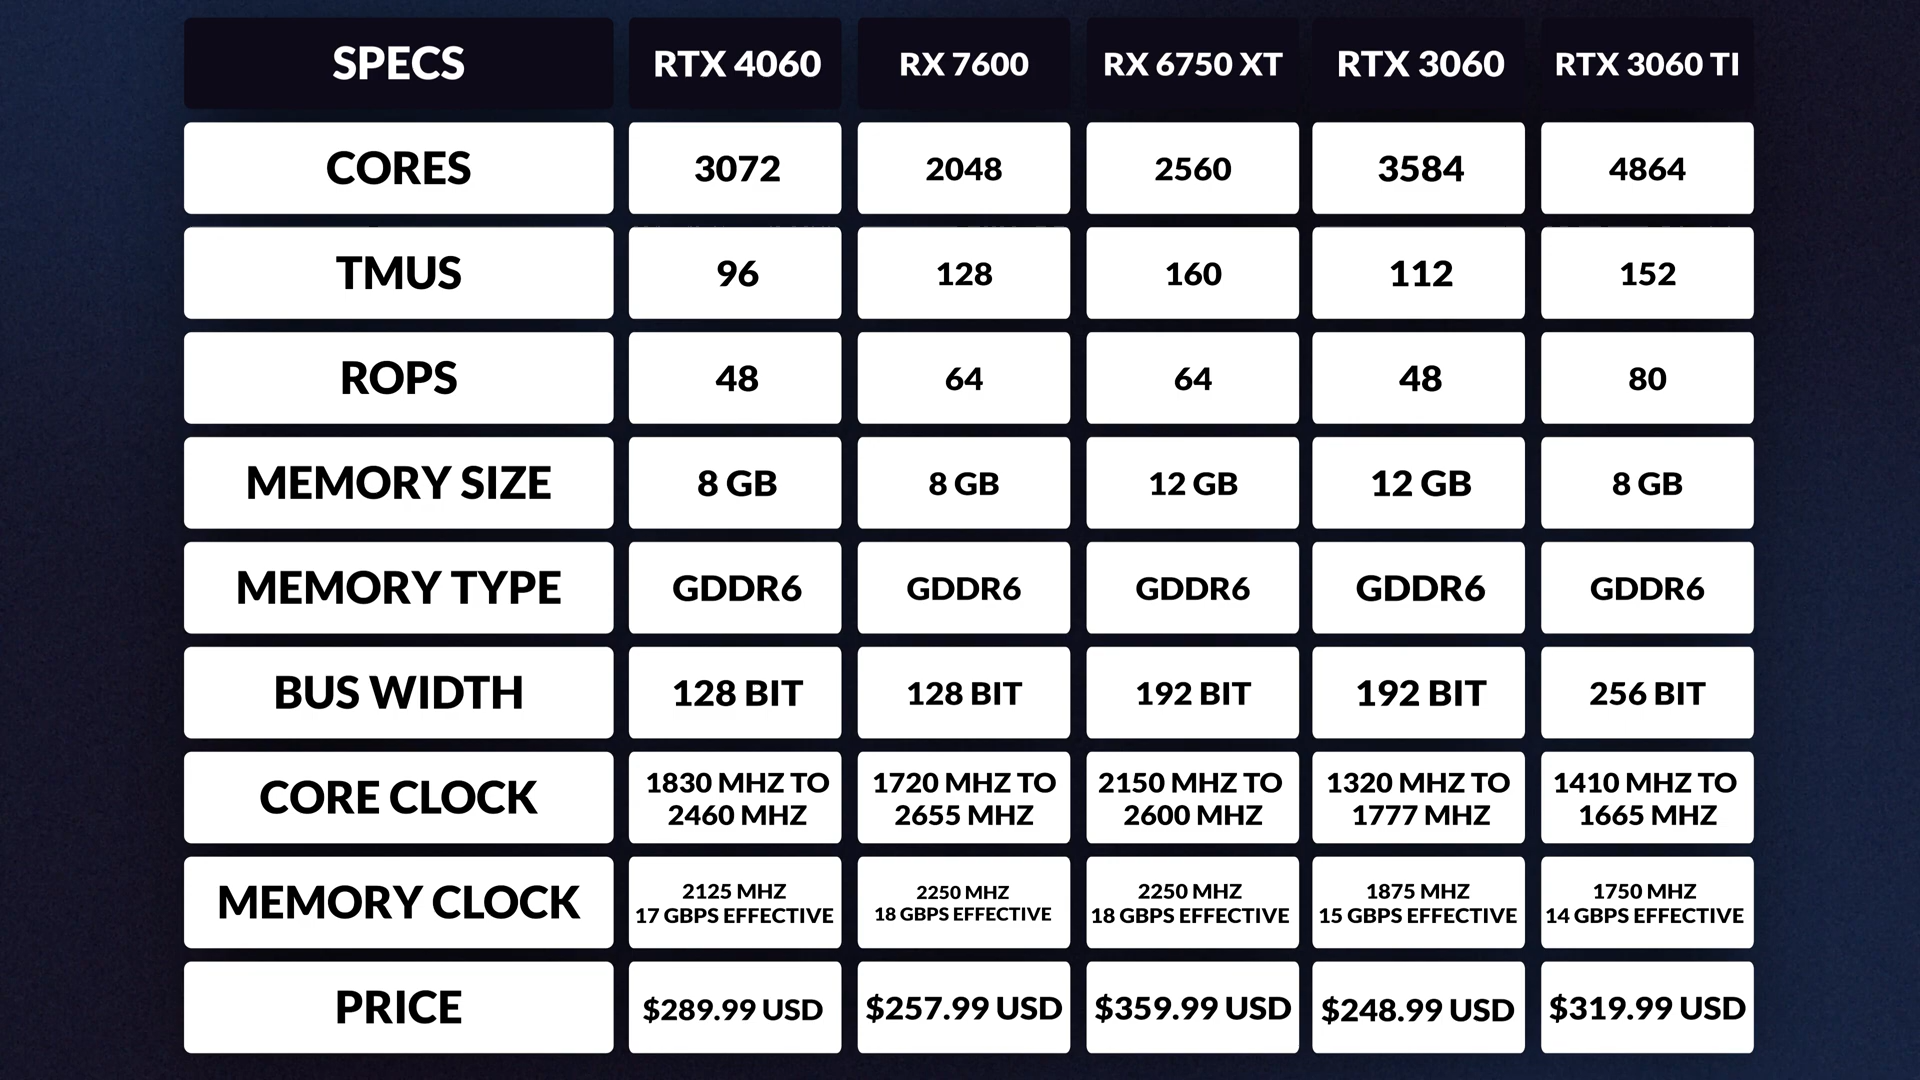 SPECS RTX 4060 RX 7600 RX 6750 XT RTX 3060 RTX 3060 TI
CORES 3072 2048 2560 3584 4864
TMUS 96 128 160 112 152
ROPS 48 64 64 48 80
MEMORY SIZE 8 GB 8 GB 12 GB 12 GB 8 GB
MEMORY TYPE GDDR6 GDDR6 GDDR6 GDDR6 GDDR6
BUS WIDTH 128 BIT 128 BIT 192 BIT 192 BIT 256 BIT
CORE CLOCK
1830 MHZ TO
2460 MHZ
1720 MHZ TO
2655 MHZ
2150 MHZ TO
2600 MHZ
1320 MHZ TO
1777 MHZ
1410 MHZ TO
1665 MHZ
MEMORY CLOCK
2125 MHZ
17 GBPS EFFECTIVE
2250 MHZ
18 GBPS EFFECTIVE
2250 MHZ
18 GBPS EFFECTIVE
1875 MHZ
15 GBPS EFFECTIVE
1750 MHZ
14 GBPS EFFECTIVE
PRICE $289.99 USD $257.99 USD $359.99 USD $248.99 USD $319.99 USD